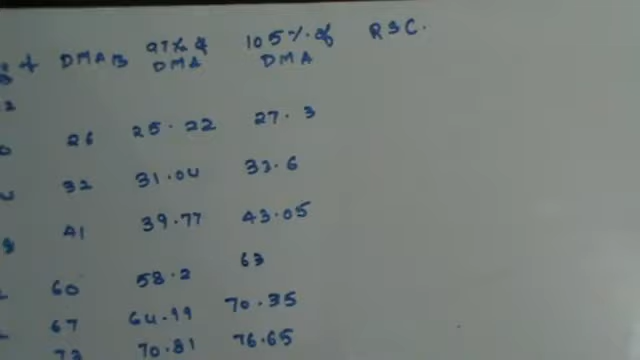 DMAB 97% of DMA 105% of DMA RSC.
26 25.22 27.3
32 31.04 33.6
41 39.77 43.05
60 58.2 63
67 64.99 70.35
73 70.81 76.65